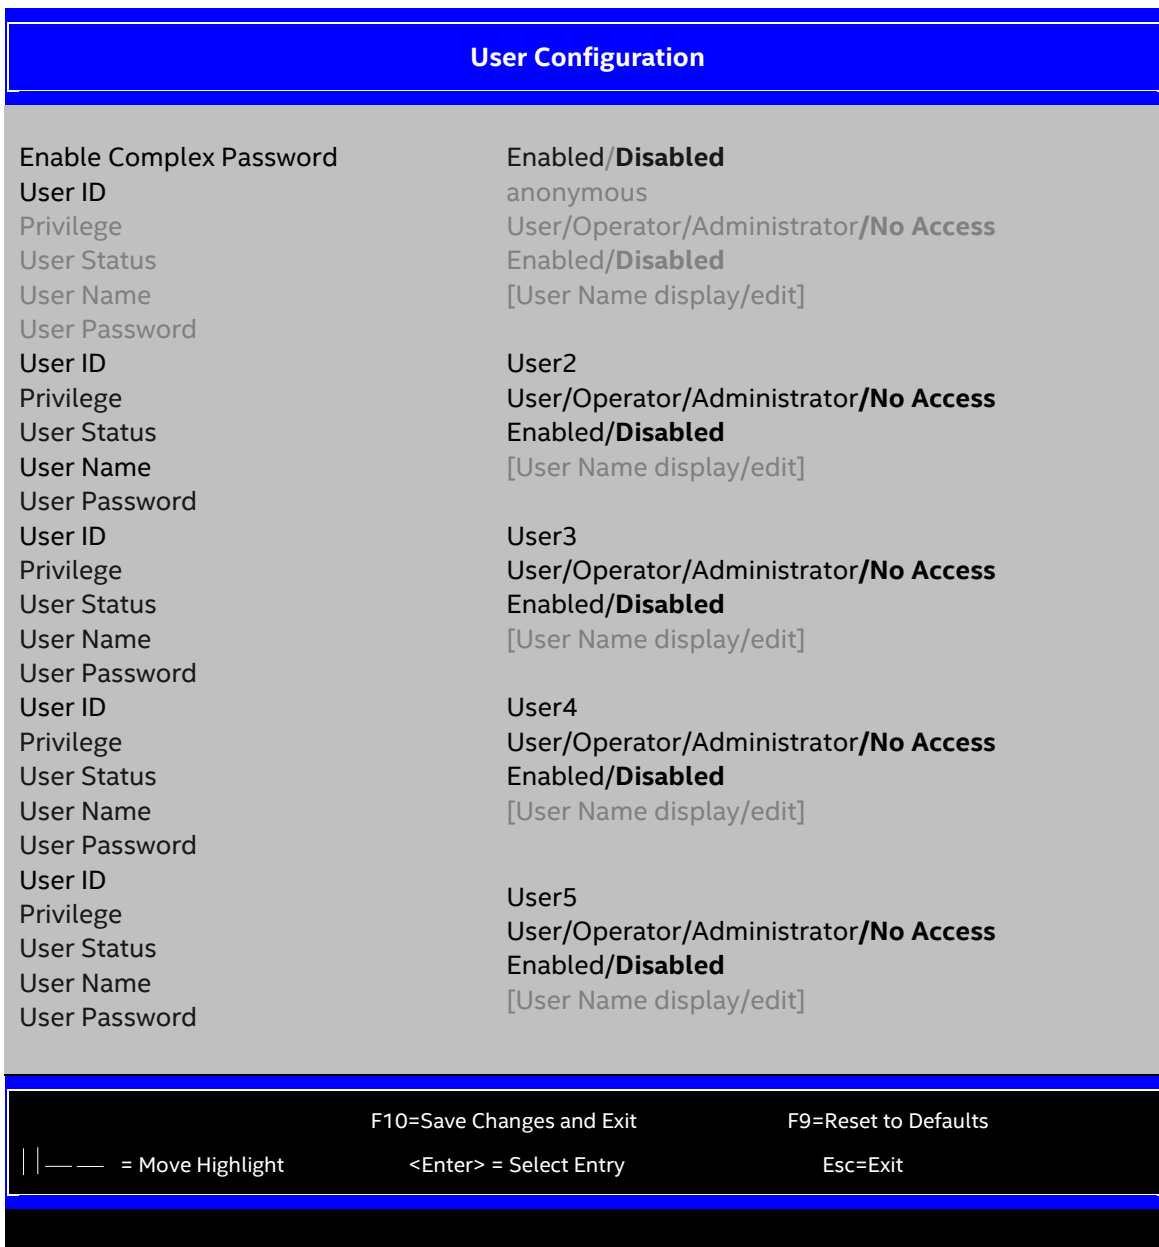 User Configuration
Enable Complex Password Enabled/Disabled
User ID anonymous
Privilege User/Operator/Administrator/No Access
User Status Enabled/Disabled
User Name [User Name display/edit]
User Password
User ID User2
Privilege User/Operator/Administrator/No Access
User Status Enabled/Disabled
User Name [User Name display/edit]
User Password
User ID User3
Privilege User/Operator/Administrator/No Access
User Status Enabled/Disabled
User Name [User Name display/edit]
User Password
User ID User4
Privilege User/Operator/Administrator/No Access
User Status Enabled/Disabled
User Name [User Name display/edit]
User Password
User ID User5
Privilege User/Operator/Administrator/No Access
User Status Enabled/Disabled
User Name [User Name display/edit]
User Password
F10=Save Changes and Exit F9=Reset to Defaults
= Move Highlight <Enter> = Select Entry Esc=Exit